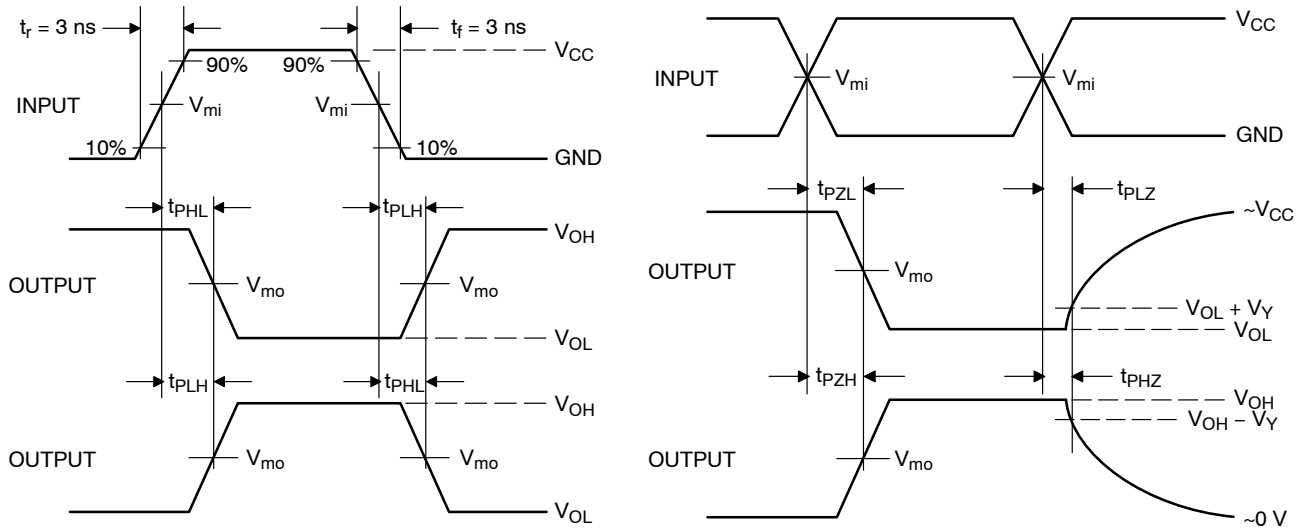 tr = 3 ns
tf = 3 ns
VCC
90%
90%
INPUT
Vmi
Vmi
10%
10%
GND
tPHL
tPLH
VOH
OUTPUT
Vmo
Vmo
VOL
tPLH
tPHL
VOH
OUTPUT
Vmo
Vmo
VOL
VCC
INPUT
Vmi
Vmi
GND
tPZL
tPLZ
~VCC
OUTPUT
Vmo
VOL + VY
VOL
tPZH
tPHZ
VOH
VOH – VY
OUTPUT
Vmo
~0 V